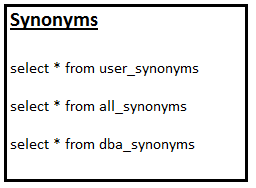 Synonyms
select * from user_synonyms
select * from all_synonyms
select * from dba_synonyms